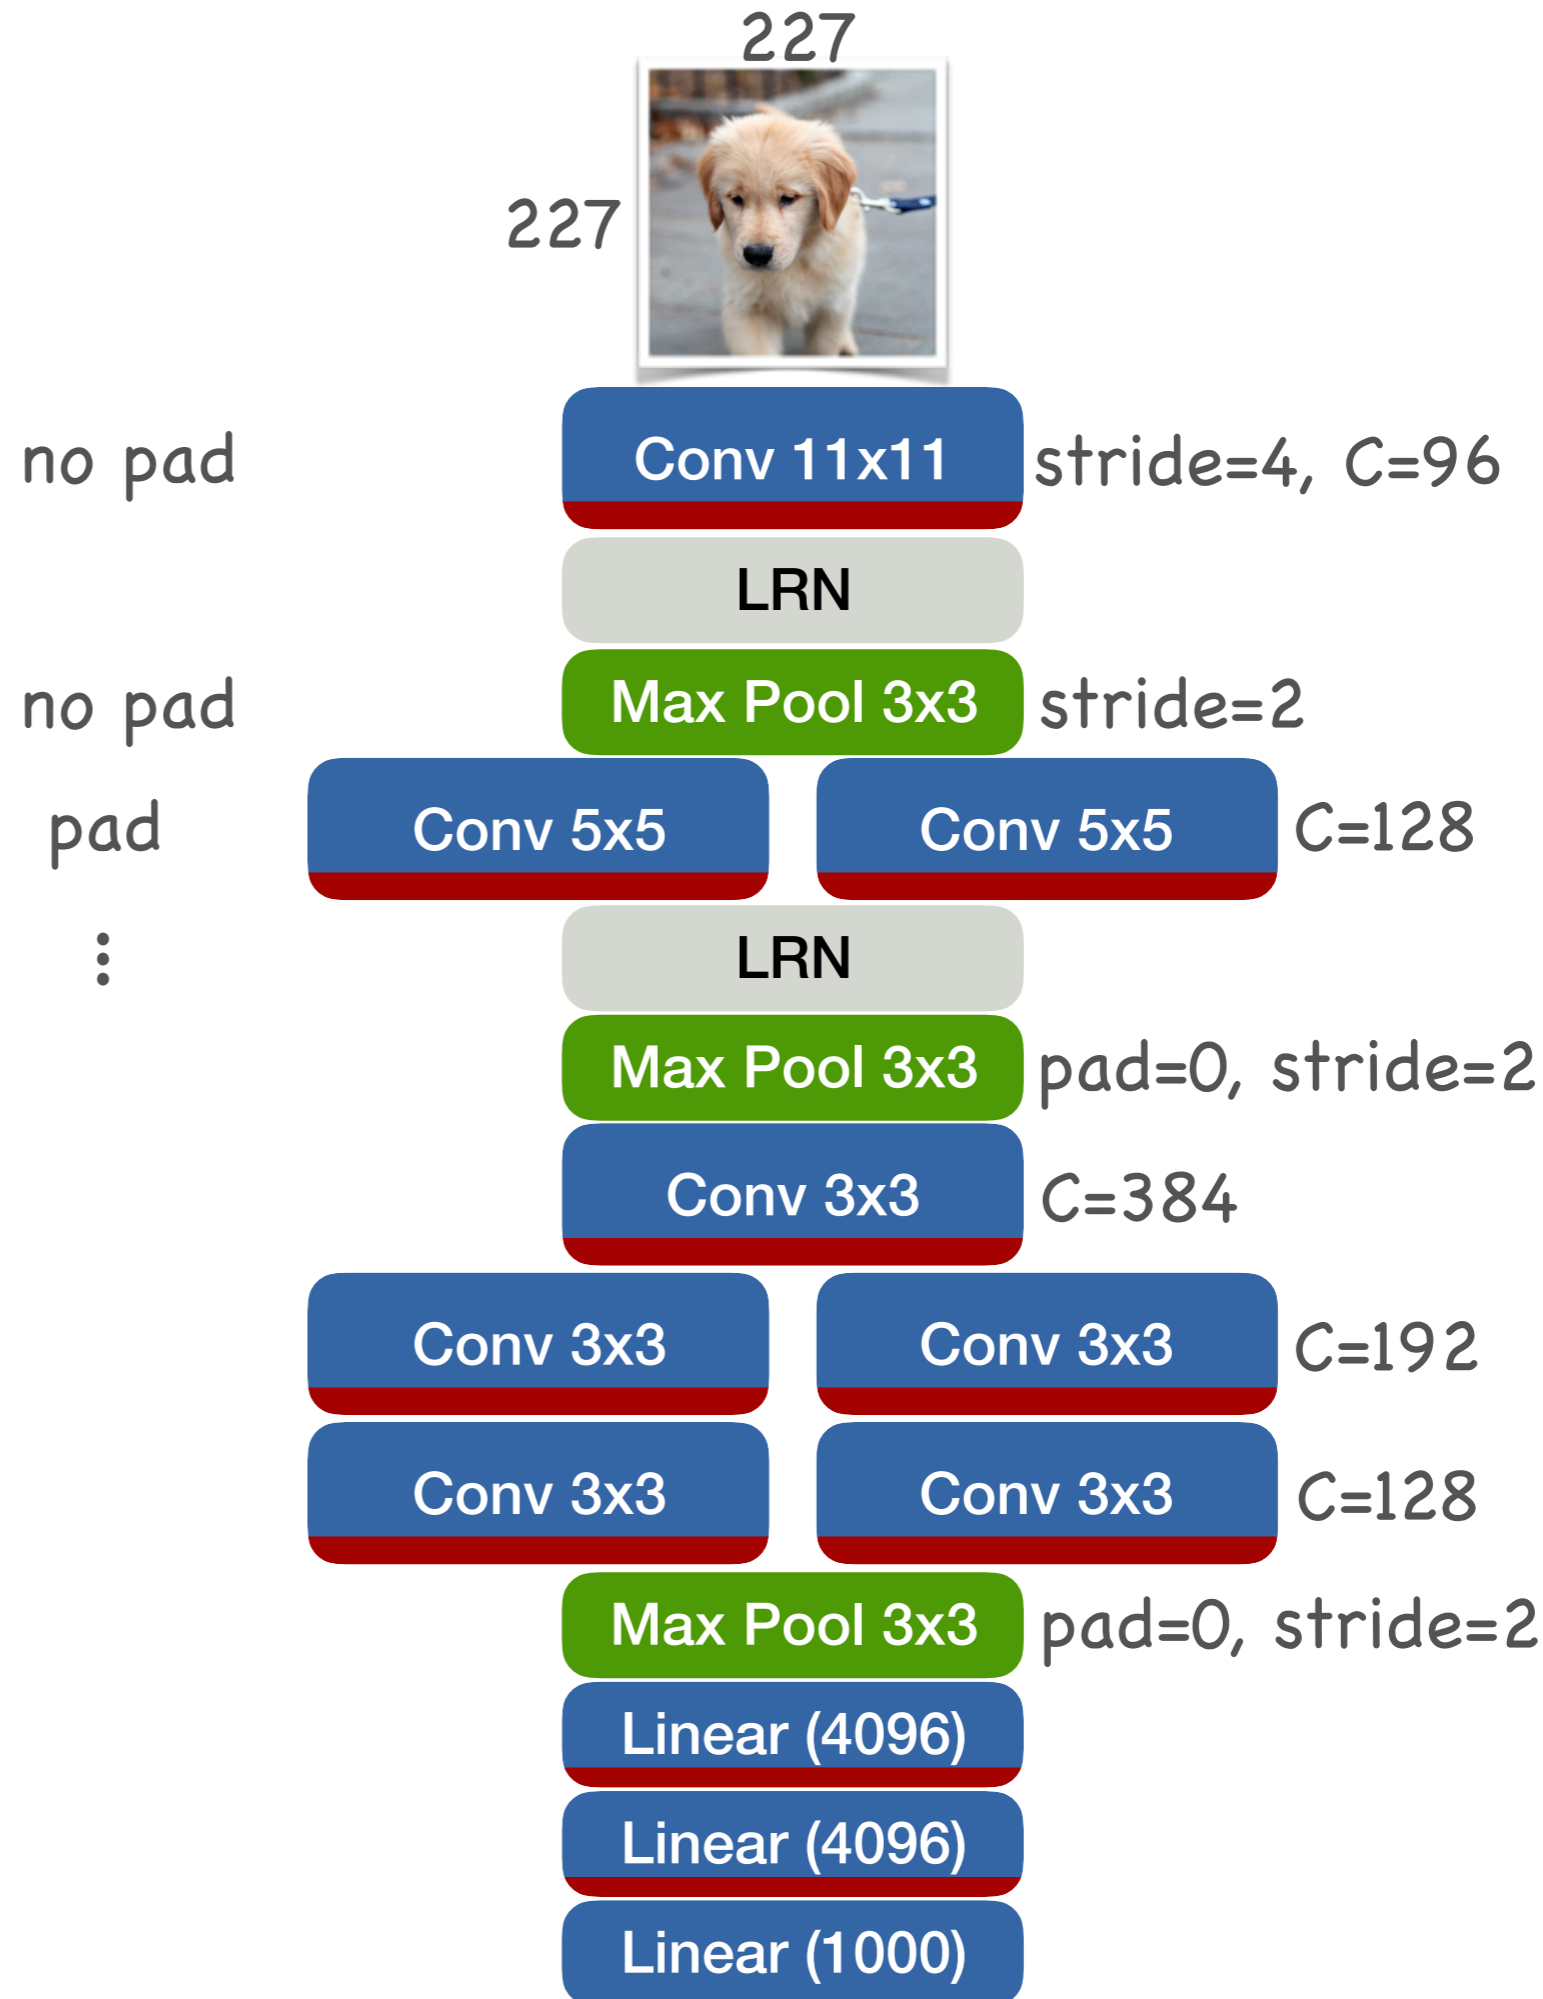 227
227
no pad Conv 11x11 stride=4, C=96
LRN
no pad Max Pool 3x3 stride=2
pad Conv 5x5 Conv 5x5 C=128
⋮ LRN
Max Pool 3x3 pad=0, stride=2
Conv 3x3 C=384
Conv 3x3 Conv 3x3 C=192
Conv 3x3 Conv 3x3 C=128
Max Pool 3x3 pad=0, stride=2
Linear (4096)
Linear (4096)
Linear (1000)